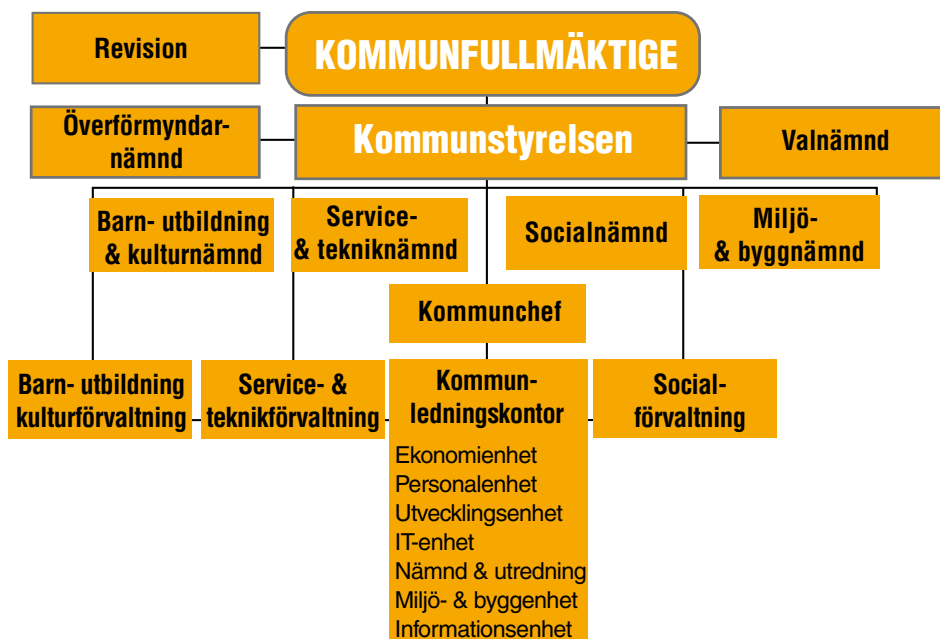 Revision
KOMMUNFULLMÄKTIGE
Överförmyndar-
nämnd
Kommunstyrelsen
Valnämnd
Barn- utbildning
& kulturnämnd
Service-
& tekniknämnd
Socialnämnd
Miljö-
& byggnämnd
Kommunchef
Barn- utbildning
kulturförvaltning
Service- &
teknikförvaltning
Kommun-
ledningskontor
Ekonomienhet
Personalenhet
Utvecklingsenhet
IT-enhet
Nämnd & utredning
Miljö- & byggenhet
Informationsenhet
Social-
förvaltning